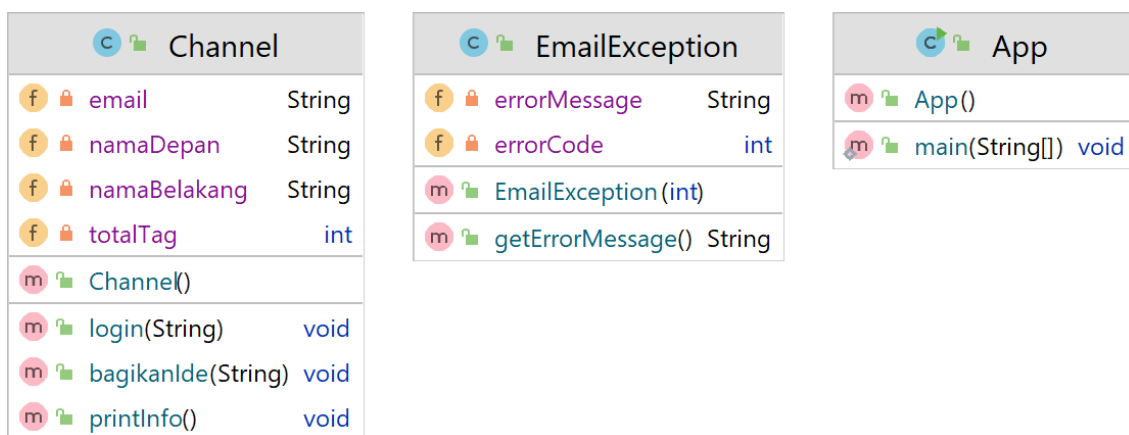 Channel
email String
namaDepan String
namaBelakang String
totalTag int
Channel()
login(String) void
bagikanIde(String) void
printInfo() void
EmailException
errorMessage String
errorCode int
EmailException(int)
getErrorMessage() String
App
App()
main(String[]) void